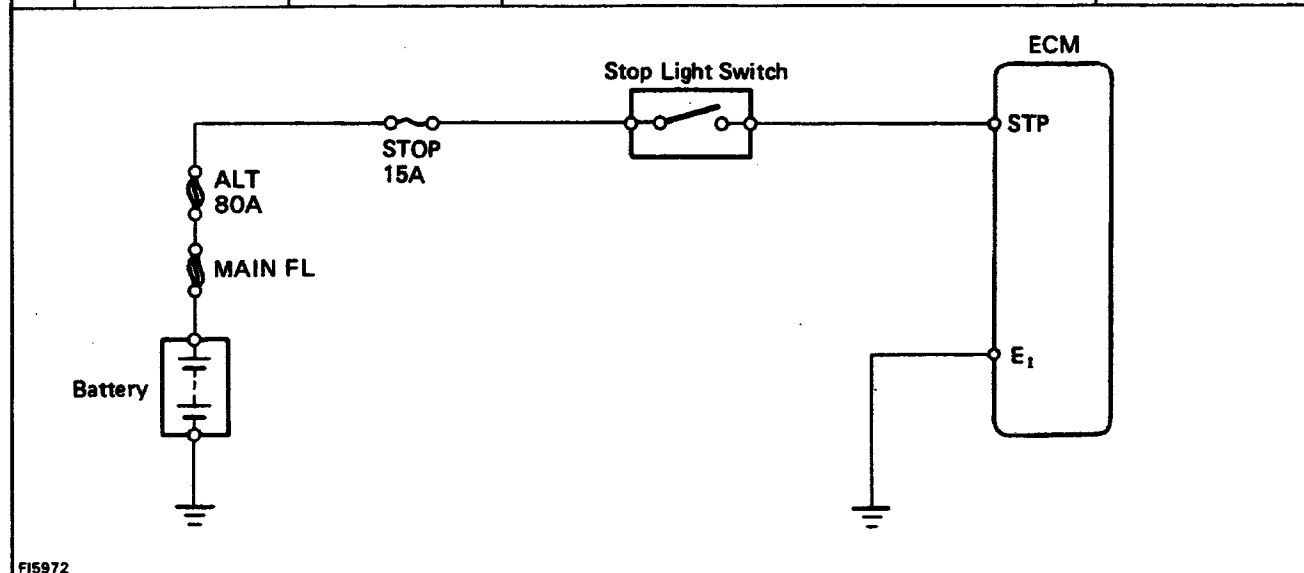 ECM
Stop Light Switch
STOP
15A
STP
ALT
80A
MAIN FL
Battery
E₁
FI5972